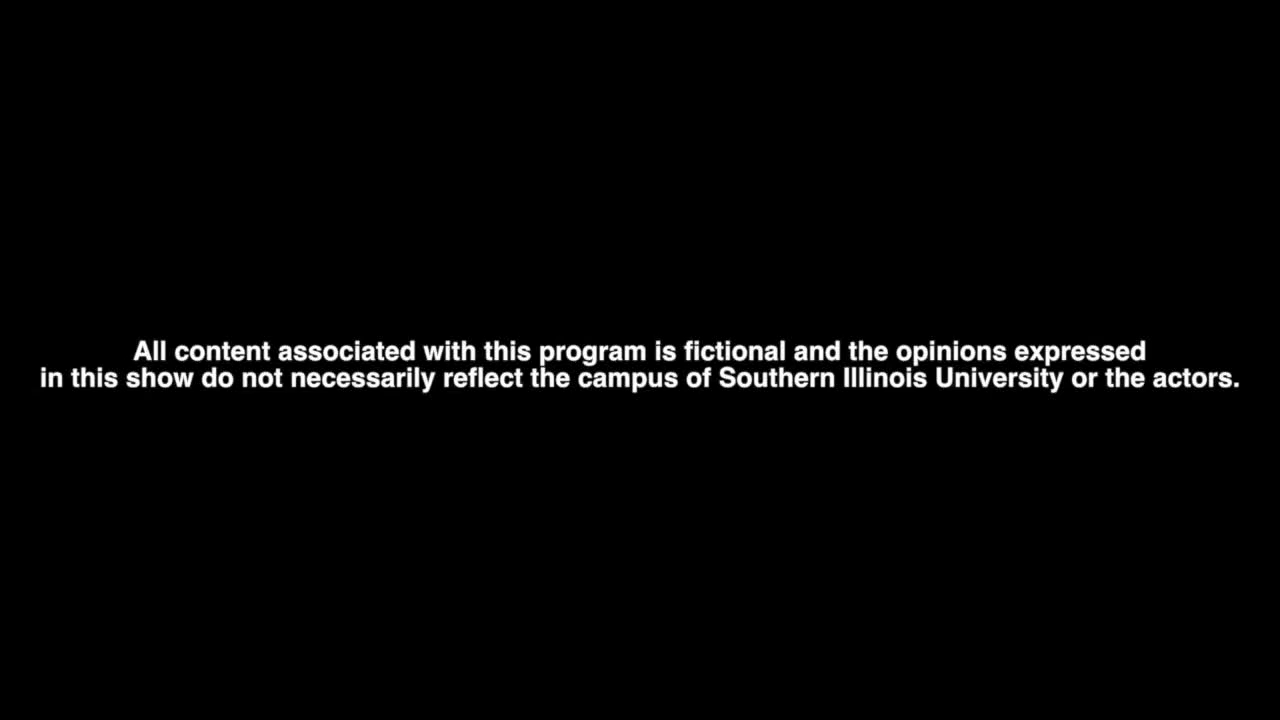 All content associated with this program is fictional and the opinions expressed
in this show do not necessarily reflect the campus of Southern Illinois University or the actors.